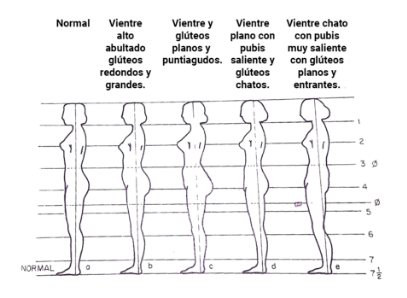 Normal
Vientre
alto
abultado
glúteos
redondos y
grandes.
Vientre y
glúteos
planos y
puntiagudos.
Vientre
plano con
pubis
saliente y
glúteos
chatos.
Vientre chato
con pubis
muy saliente
con glúteos
planos y
entrantes.
1
2
3 Ø
4
Ø
5
6
7
NORMAL a b c d e 7 1/2